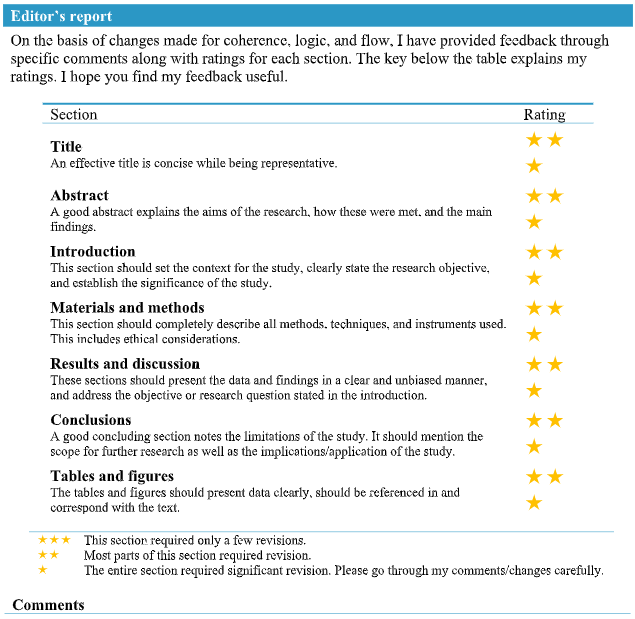 Editor's report
On the basis of changes made for coherence, logic, and flow, I have provided feedback through
specific comments along with ratings for each section. The key below the table explains my
ratings. I hope you find my feedback useful.
Section Rating
Title ★★
An effective title is concise while being representative. ★
Abstract ★★
A good abstract explains the aims of the research, how these were met, and the main
findings. ★
Introduction ★★
This section should set the context for the study, clearly state the research objective,
and establish the significance of the study. ★
Materials and methods ★★
This section should completely describe all methods, techniques, and instruments used.
This includes ethical considerations. ★
Results and discussion ★★
These sections should present the data and findings in a clear and unbiased manner,
and address the objective or research question stated in the introduction. ★
Conclusions ★★
A good concluding section notes the limitations of the study. It should mention the
scope for further research as well as the implications/application of the study. ★
Tables and figures ★★
The tables and figures should present data clearly, should be referenced in and
correspond with the text. ★
★★★ This section required only a few revisions.
★★ Most parts of this section required revision.
★ The entire section required significant revision. Please go through my comments/changes carefully.
Comments